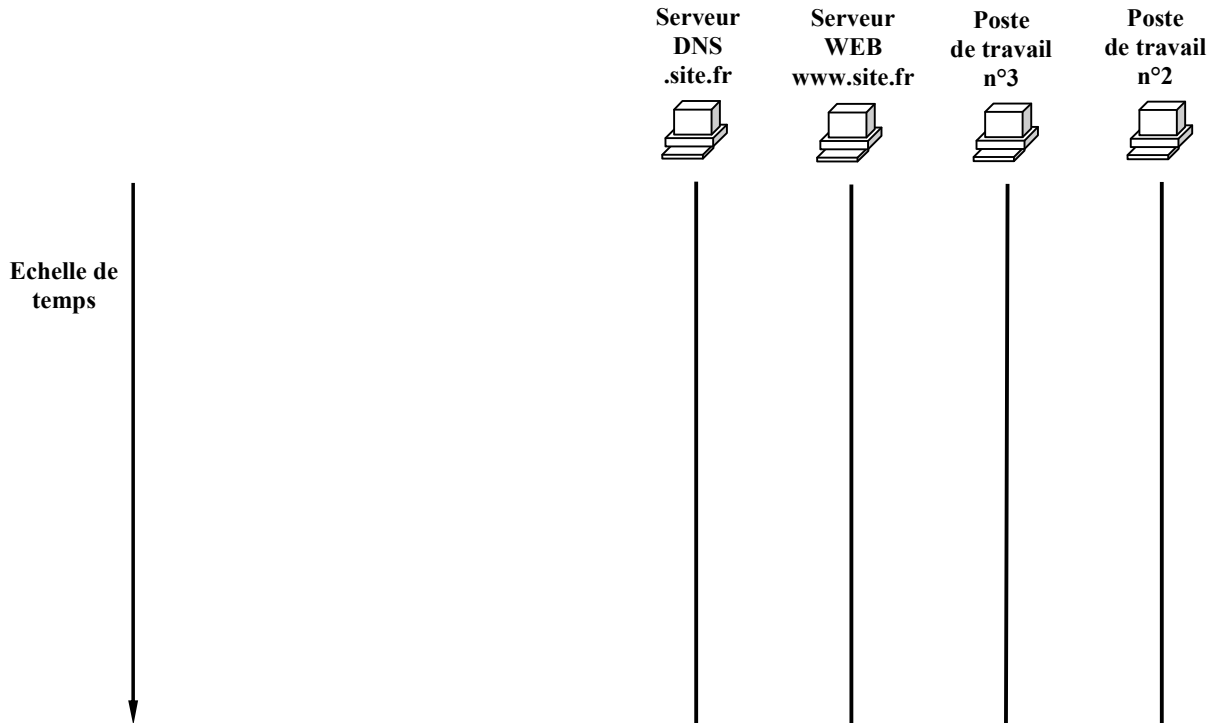 Serveur
DNS
.site.fr
Serveur
WEB
www.site.fr
Poste
de travail
n°3
Poste
de travail
n°2
Echelle de
temps